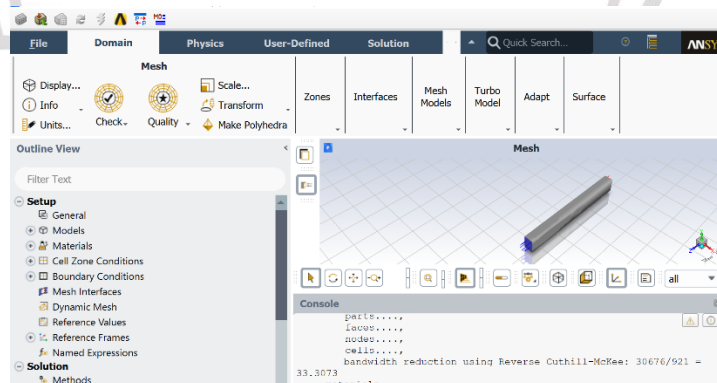 File Domain Physics User-Defined Solution Quick Search... ANSY
Mesh
Display...
Info
Units...
Check
Quality
Scale...
Transform
Make Polyhedra
Zones
Interfaces
Mesh
Models
Turbo
Model
Adapt
Surface
Outline View
Filter Text
Setup
General
Models
Materials
Cell Zone Conditions
Boundary Conditions
Mesh Interfaces
Dynamic Mesh
Reference Values
Reference Frames
Named Expressions
Solution
Methods
Mesh
all
Console
parts....,
faces....,
nodes....,
cells....,
bandwidth reduction using Reverse Cuthill-McKee: 30676/921 =
33.3073